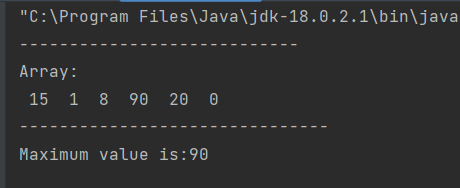 "C:\Program Files\Java\jdk-18.0.2.1\bin\java
----------------------------
Array:
 15  1  8  90  20  0
-------------------------------
Maximum value is:90